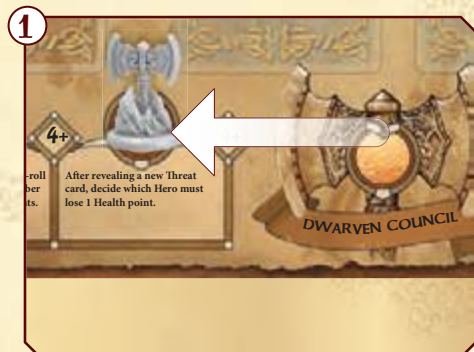 1
4+
-roll
ber
ts.
After revealing a new Threat
card, decide which Hero must
lose 1 Health point.
DWARVEN COUNCIL